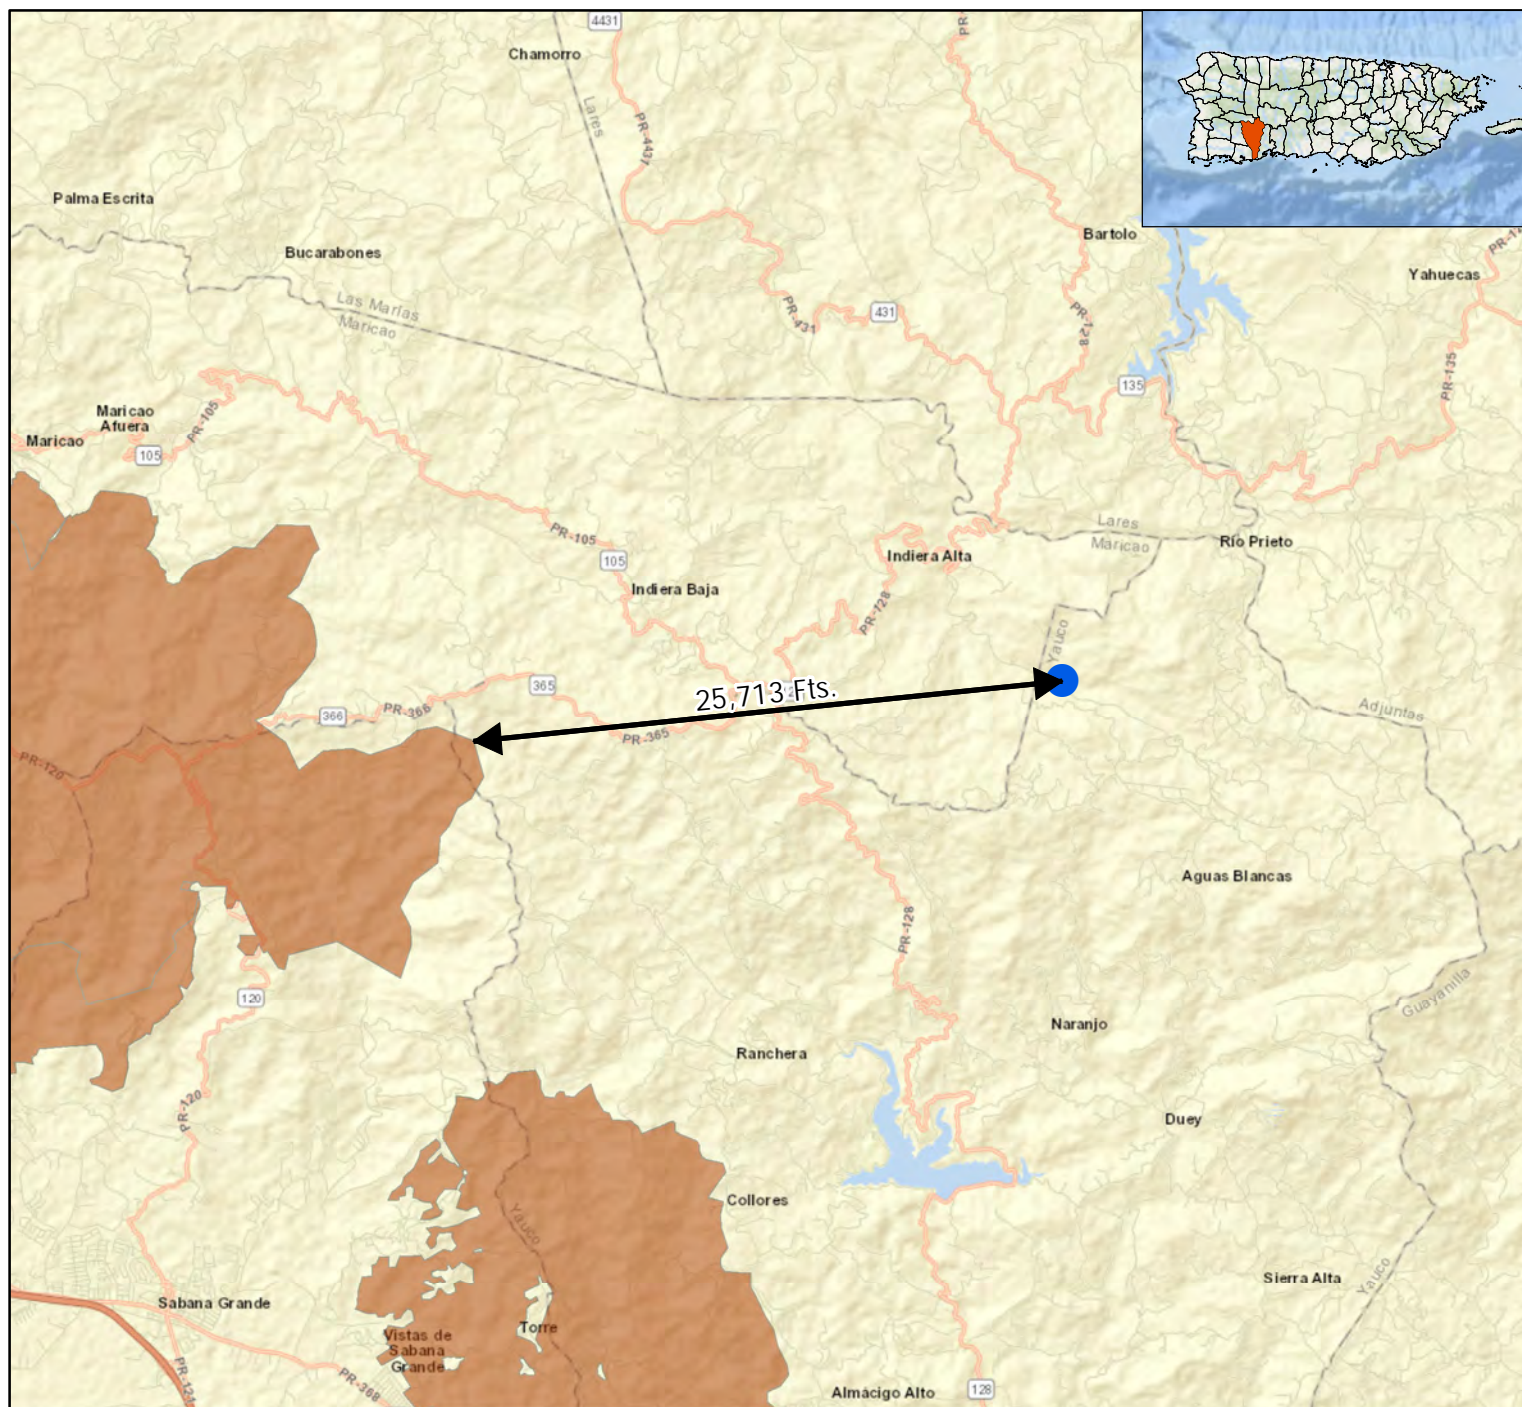 4431
PR-
Chamorro
Lares
PR-4431
Palma Escrita
Bartolo
PR-12
Bucarabones
Yahuecas
Las Marías
Maricao
PR-431
431
PR-128
135
PR-135
Maricao
Afuera
PR-105
Maricao
105
PR-105
105
Lares
Maricao
Río Prieto
Indiera Alta
Indiera Baja
PR-128
Yauco
365
25,713 Fts.
366
PR-366
PR-365
Adjuntas
PR-120
Aguas Blancas
PR-128
120
Guayanilla
Naranjo
Ranchera
PR-120
Duey
Collores
Yauco
Sierra Alta
Yauco
Sabana Grande
Torre
Vistas de
Sabana
Grande
PR-121
PR-368
Almácigo Alto
128